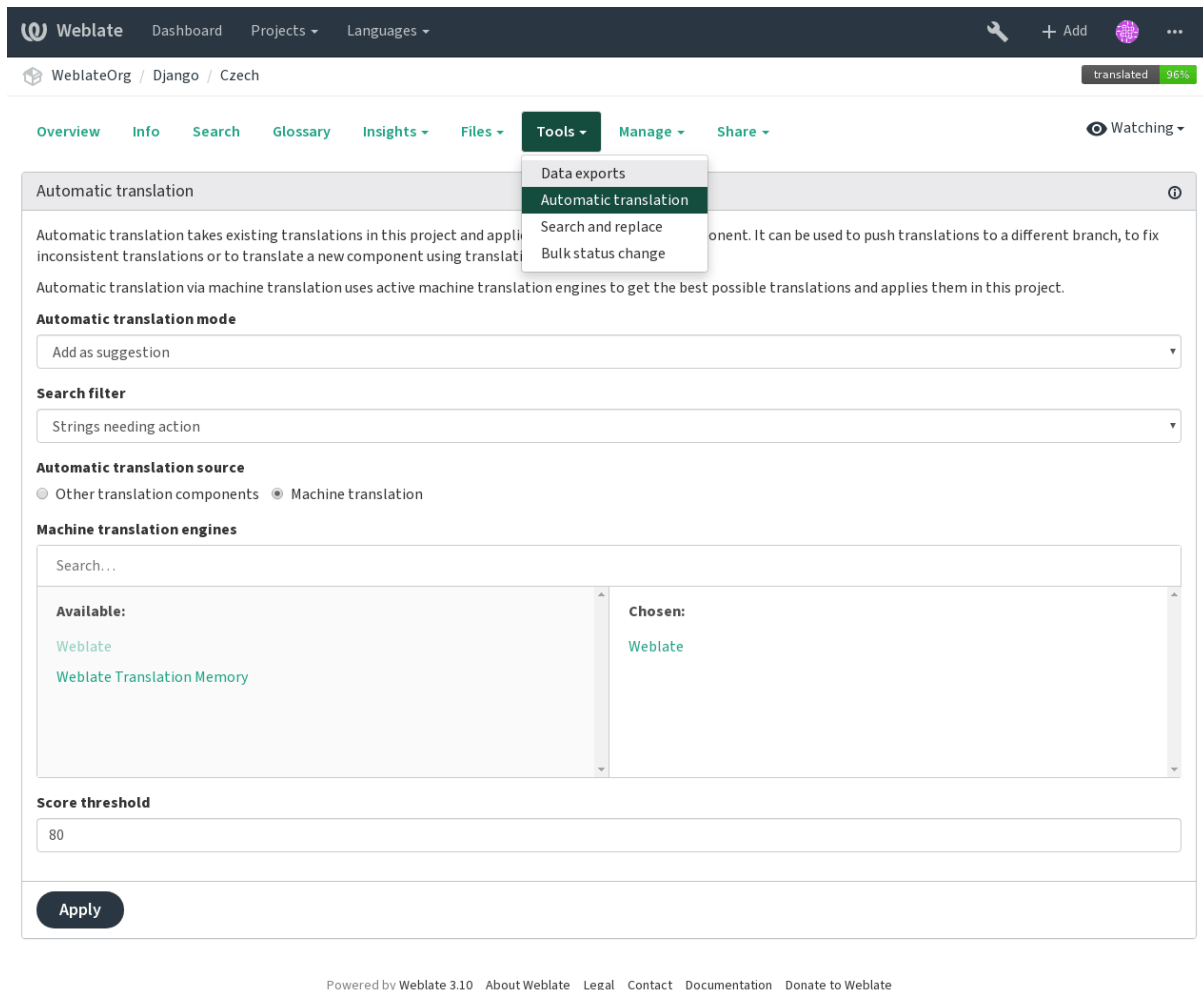 Weblate Dashboard Projects Languages Add
WeblateOrg / Django / Czech translated 96%
Overview Info Search Glossary Insights Files Tools Manage Share Watching
Data exports
Automatic translation
Search and replace
Bulk status change
Automatic translation
Automatic translation takes existing translations in this project and onent. It can be used to push translations to a different branch, to fix
inconsistent translations or to translate a new component using
Automatic translation via machine translation uses active machine translation engines to get the best possible translations and applies them in this project.
Automatic translation mode
Add as suggestion
Search filter
Strings needing action
Automatic translation source
Other translation components Machine translation
Machine translation engines
Search…
Available: Chosen:
Weblate Weblate
Weblate Translation Memory
Score threshold
80
Apply
Powered by Weblate 3.10 About Weblate Legal Contact Documentation Donate to Weblate